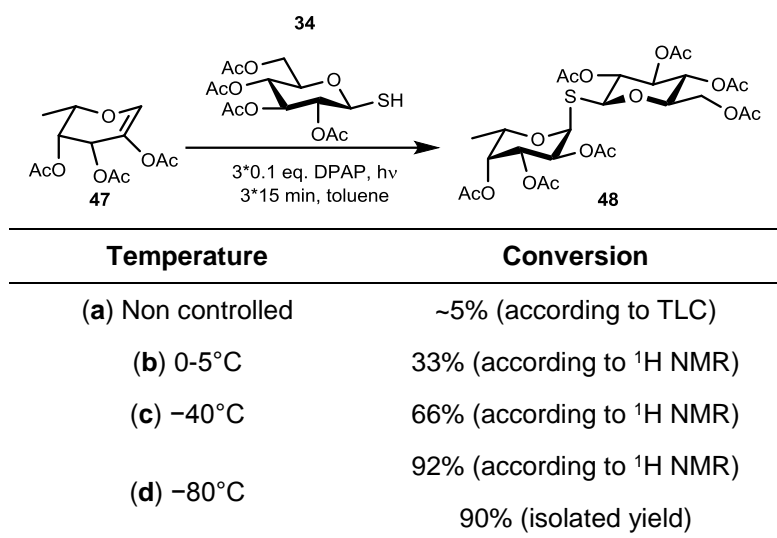 34
AcO
AcO
AcO
O
SH
OAc
O
AcO
OAc
OAc
47
3*0.1 eq. DPAP, hν
3*15 min, toluene
OAc
AcO
OAc
S
O
OAc
O
OAc
OAc
OAc
48
Temperature Conversion
(a) Non controlled ~5% (according to TLC)
(b) 0-5°C 33% (according to ¹H NMR)
(c) −40°C 66% (according to ¹H NMR)
(d) −80°C 92% (according to ¹H NMR)
90% (isolated yield)